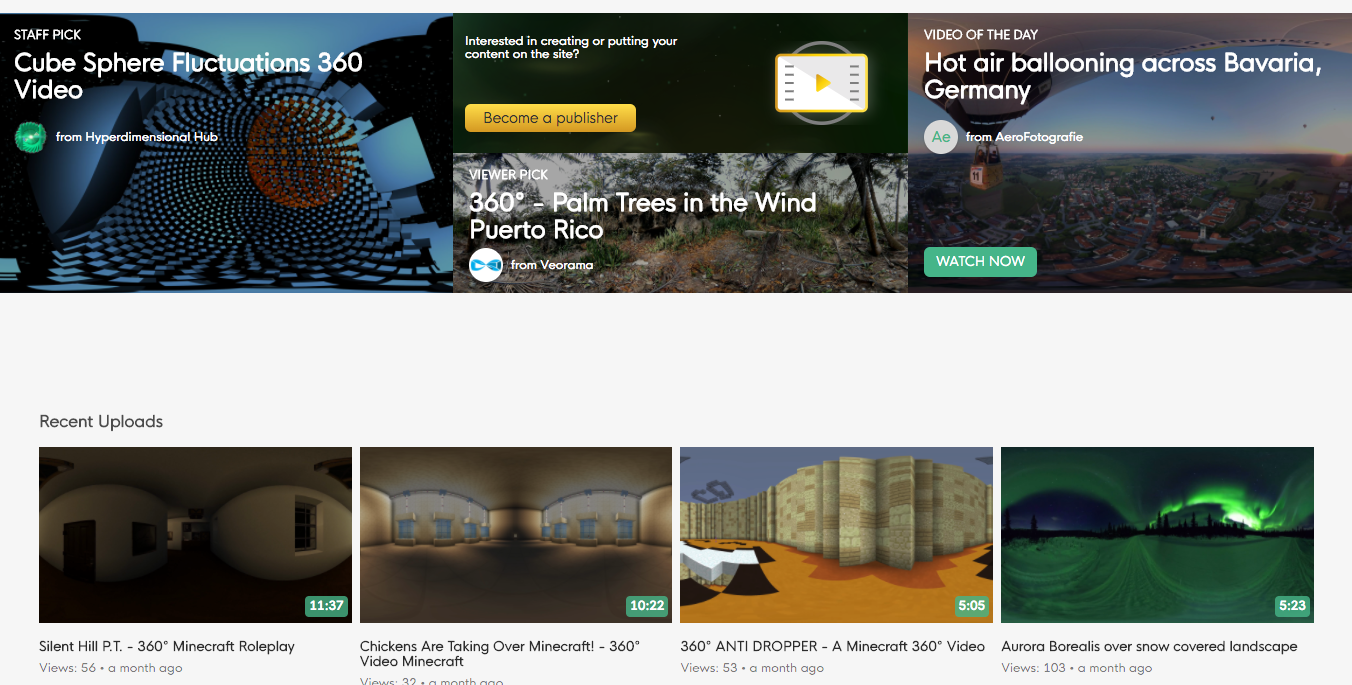 STAFF PICK
Cube Sphere Fluctuations 360
Video
from Hyperdimensional Hub
Interested in creating or putting your
content on the site?
Become a publisher
VIEWER PICK
360° - Palm Trees in the Wind
Puerto Rico
from Veorama
VIDEO OF THE DAY
Hot air ballooning across Bavaria,
Germany
Ae from AeroFotografie
11
WATCH NOW
Recent Uploads
11:37
Silent Hill P.T. - 360° Minecraft Roleplay
Views: 56 • a month ago
10:22
Chickens Are Taking Over Minecraft! - 360°
Video Minecraft
Views: 32 • a month ago
5:05
360° ANTI DROPPER - A Minecraft 360° Video
Views: 53 • a month ago
5:23
Aurora Borealis over snow covered landscape
Views: 103 • a month ago